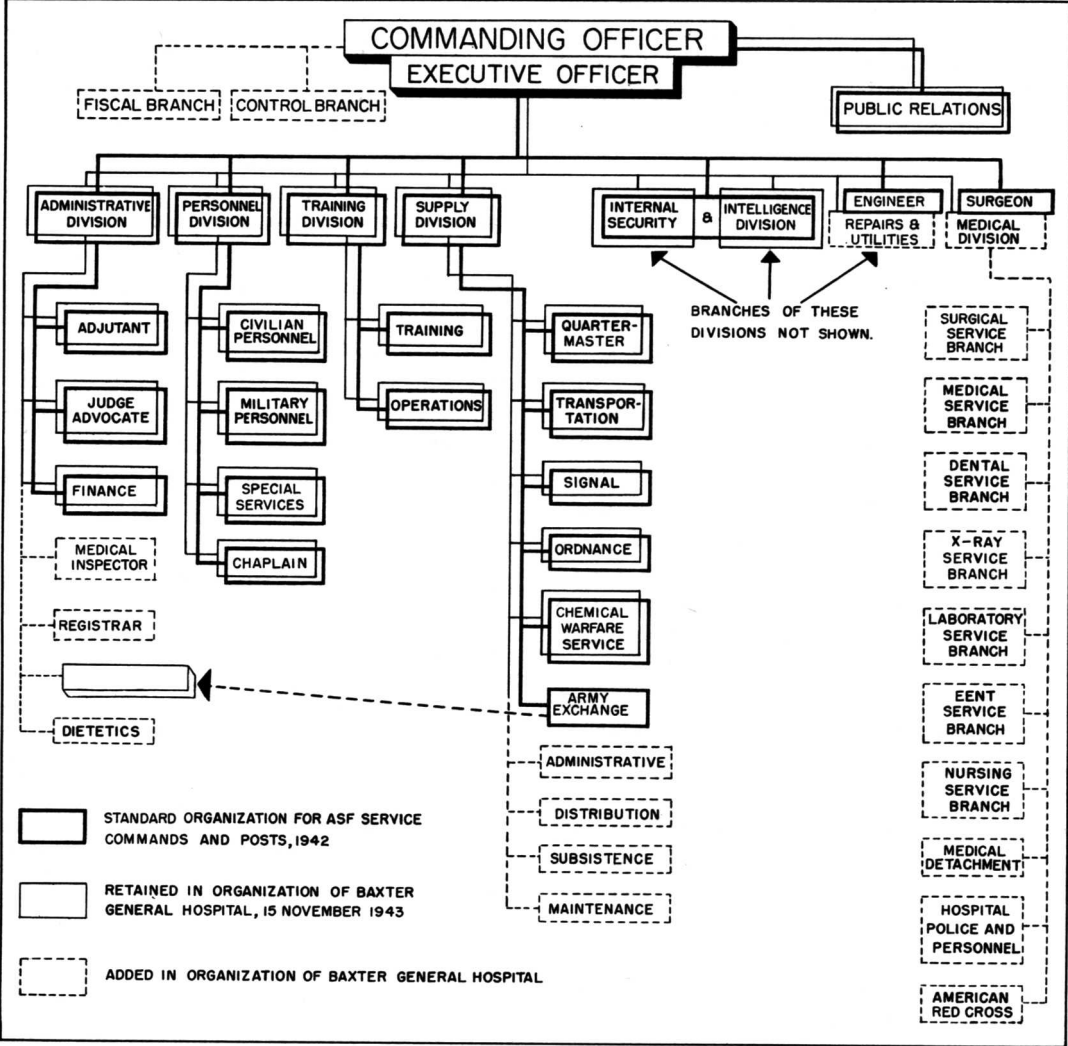 COMMANDING OFFICER
EXECUTIVE OFFICER
FISCAL BRANCH
CONTROL BRANCH
PUBLIC RELATIONS
ADMINISTRATIVE
DIVISION
PERSONNEL
DIVISION
TRAINING
DIVISION
SUPPLY
DIVISION
INTERNAL
SECURITY
&
INTELLIGENCE
DIVISION
ENGINEER
REPAIRS &
UTILITIES
SURGEON
MEDICAL
DIVISION
BRANCHES OF THESE
DIVISIONS NOT SHOWN.
ADJUTANT
JUDGE
ADVOCATE
FINANCE
MEDICAL
INSPECTOR
REGISTRAR
DIETETICS
CIVILIAN
PERSONNEL
MILITARY
PERSONNEL
SPECIAL
SERVICES
CHAPLAIN
TRAINING
OPERATIONS
QUARTER-
MASTER
TRANSPOR-
TATION
SIGNAL
ORDNANCE
CHEMICAL
WARFARE
SERVICE
ARMY
EXCHANGE
ADMINISTRATIVE
DISTRIBUTION
SUBSISTENCE
MAINTENANCE
SURGICAL
SERVICE
BRANCH
MEDICAL
SERVICE
BRANCH
DENTAL
SERVICE
BRANCH
X-RAY
SERVICE
BRANCH
LABORATORY
SERVICE
BRANCH
EENT
SERVICE
BRANCH
NURSING
SERVICE
BRANCH
MEDICAL
DETACHMENT
HOSPITAL
POLICE AND
PERSONNEL
AMERICAN
RED CROSS
STANDARD ORGANIZATION FOR ASF SERVICE
COMMANDS AND POSTS, 1942
RETAINED IN ORGANIZATION OF BAXTER
GENERAL HOSPITAL, 15 NOVEMBER 1943
ADDED IN ORGANIZATION OF BAXTER GENERAL HOSPITAL